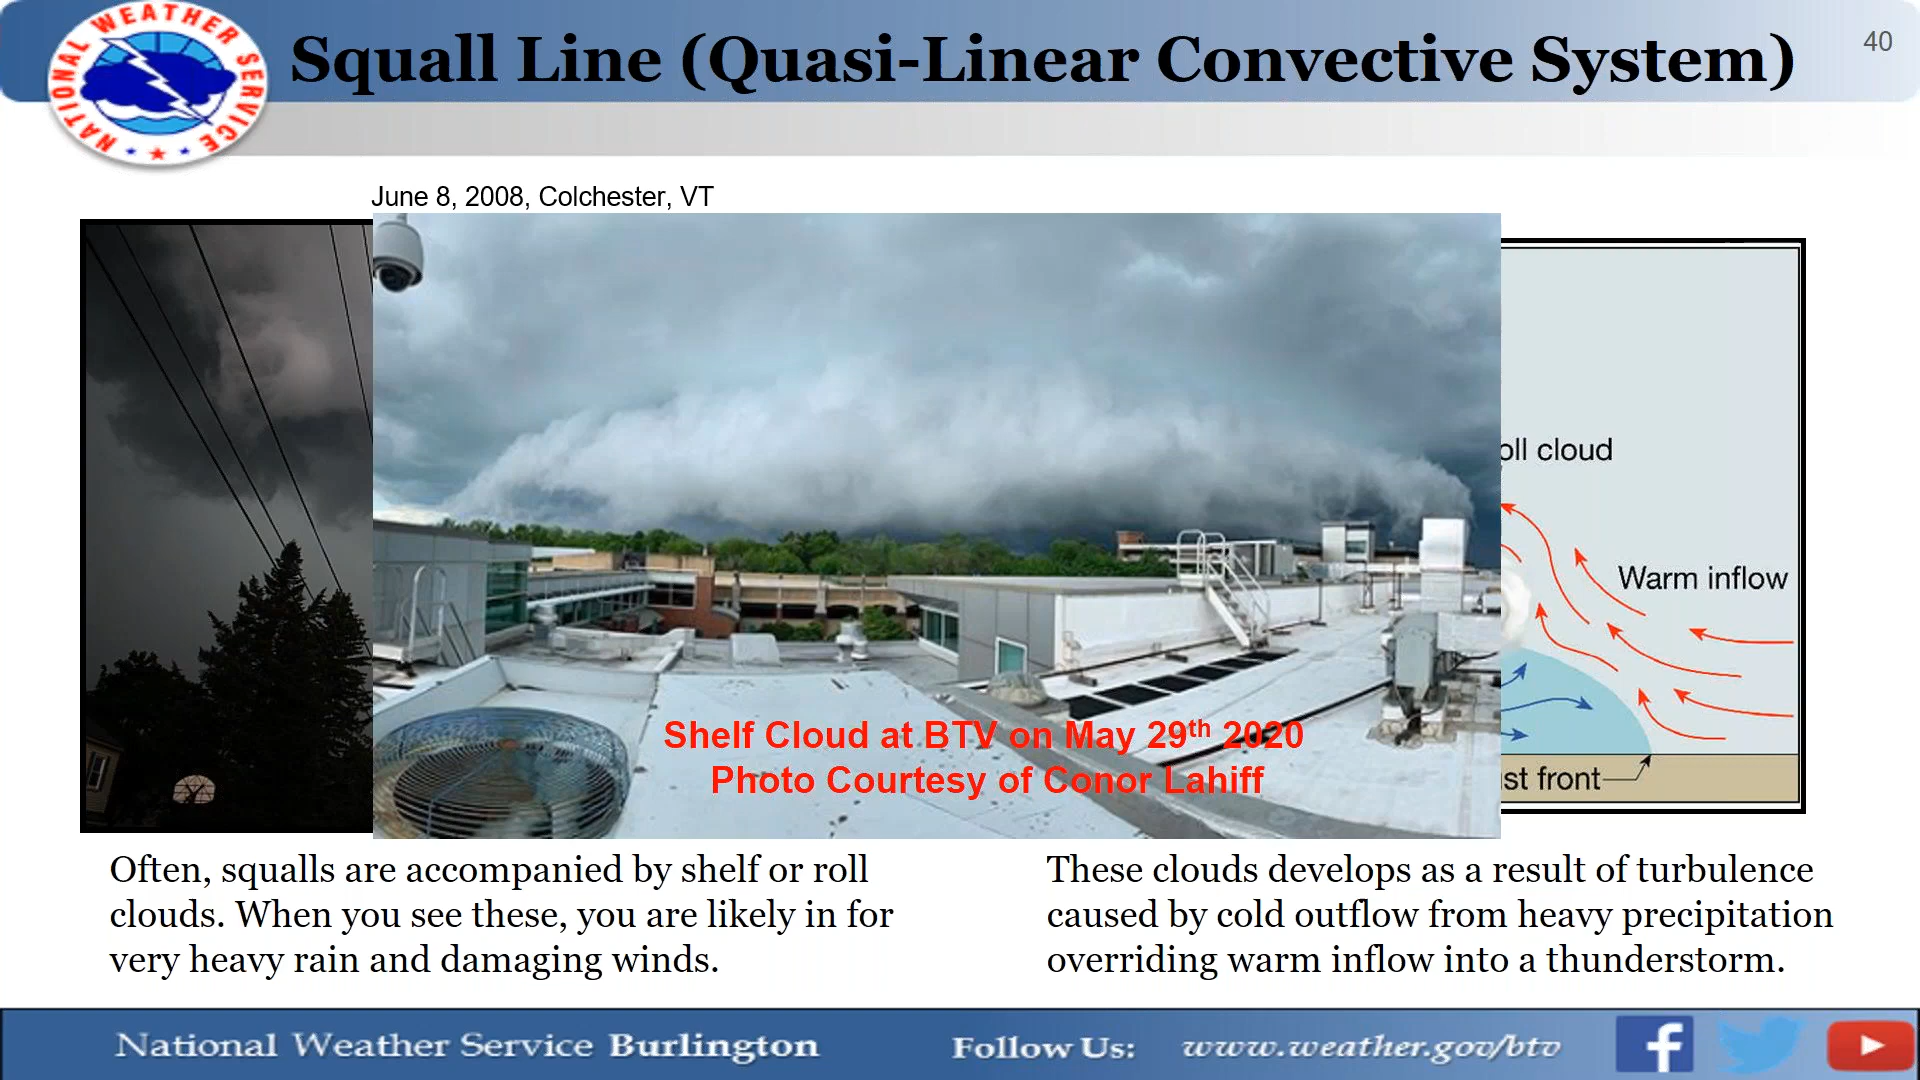 NATIONAL WEATHER SERVICE
Squall Line (Quasi-Linear Convective System)
40
June 8, 2008, Colchester, VT
oll cloud
Warm inflow
st front
Shelf Cloud at BTV on May 29th 2020
Photo Courtesy of Conor Lahiff
Often, squalls are accompanied by shelf or roll
clouds. When you see these, you are likely in for
very heavy rain and damaging winds.
These clouds develops as a result of turbulence
caused by cold outflow from heavy precipitation
overriding warm inflow into a thunderstorm.
National Weather Service Burlington
Follow Us:
www.weather.gov/btv